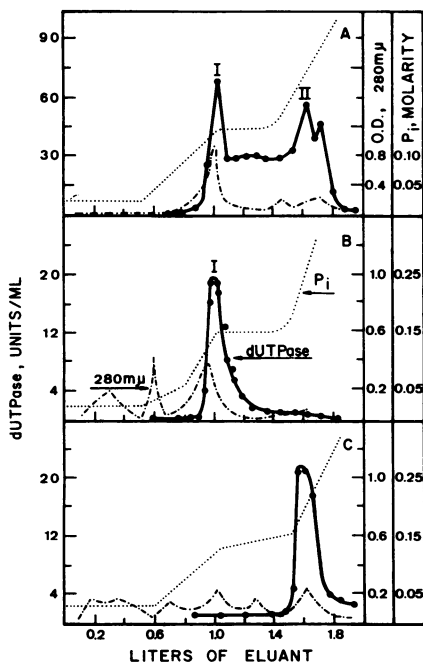 90
60
30
I
II
A
O.D., 280mμ
Pi, MOLARITY
0.8
0.4
0.10
0.05
dUTPase, UNITS/ML
20
12
4
I
B
Pi
dUTPase
280mμ
1.0
0.6
0.2
0.25
0.15
0.05
20
12
4
C
1.0
0.6
0.2
0.25
0.15
0.05
0.2 0.6 1.0 1.4 1.8
LITERS OF ELUANT